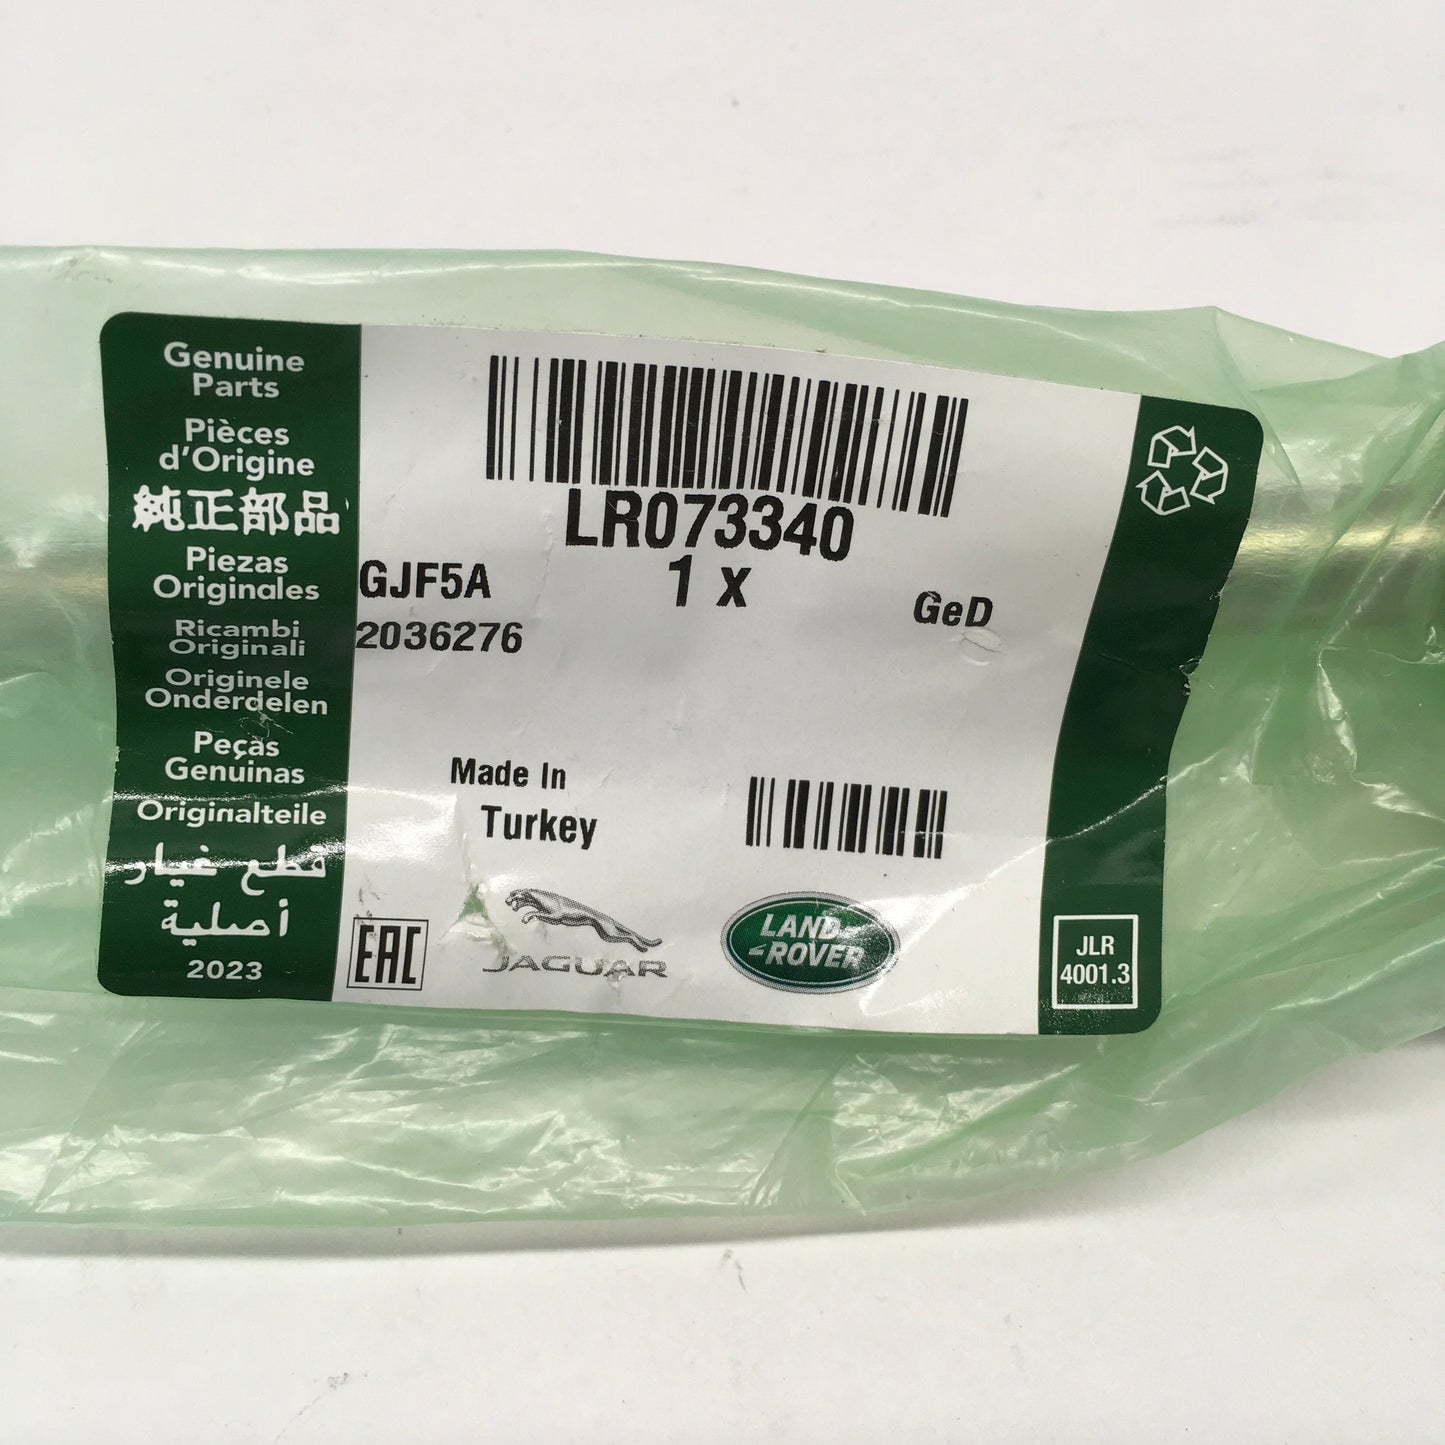 Genuine
Parts
Pièces
d'Origine
純正部品
Piezas
Originales
Ricambi
Originali
Originele
Onderdelen
Peças
Genuinas
Originalteile
قطع غيار
أصلية
2023
LR073340
1 x
GJF5A
GeD
2036276
Made In
Turkey
EAC
JAGUAR
LAND
ROVER
JLR
4001.3